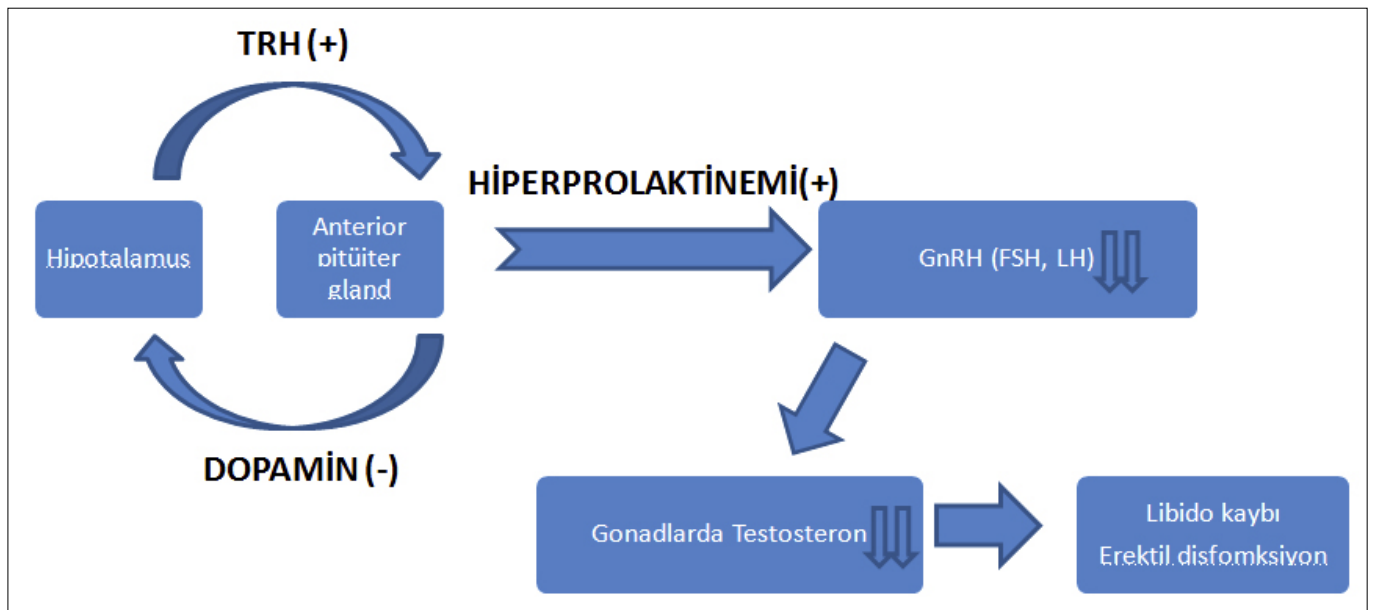 TRH (+)
HİPERPROLAKTİNEMİ(+)
Hipotalamus
Anterior
pitüiter
gland
GnRH (FSH, LH)
DOPAMİN (-)
Gonadlarda Testosteron
Libido kaybı
Erektil disfomksiyon